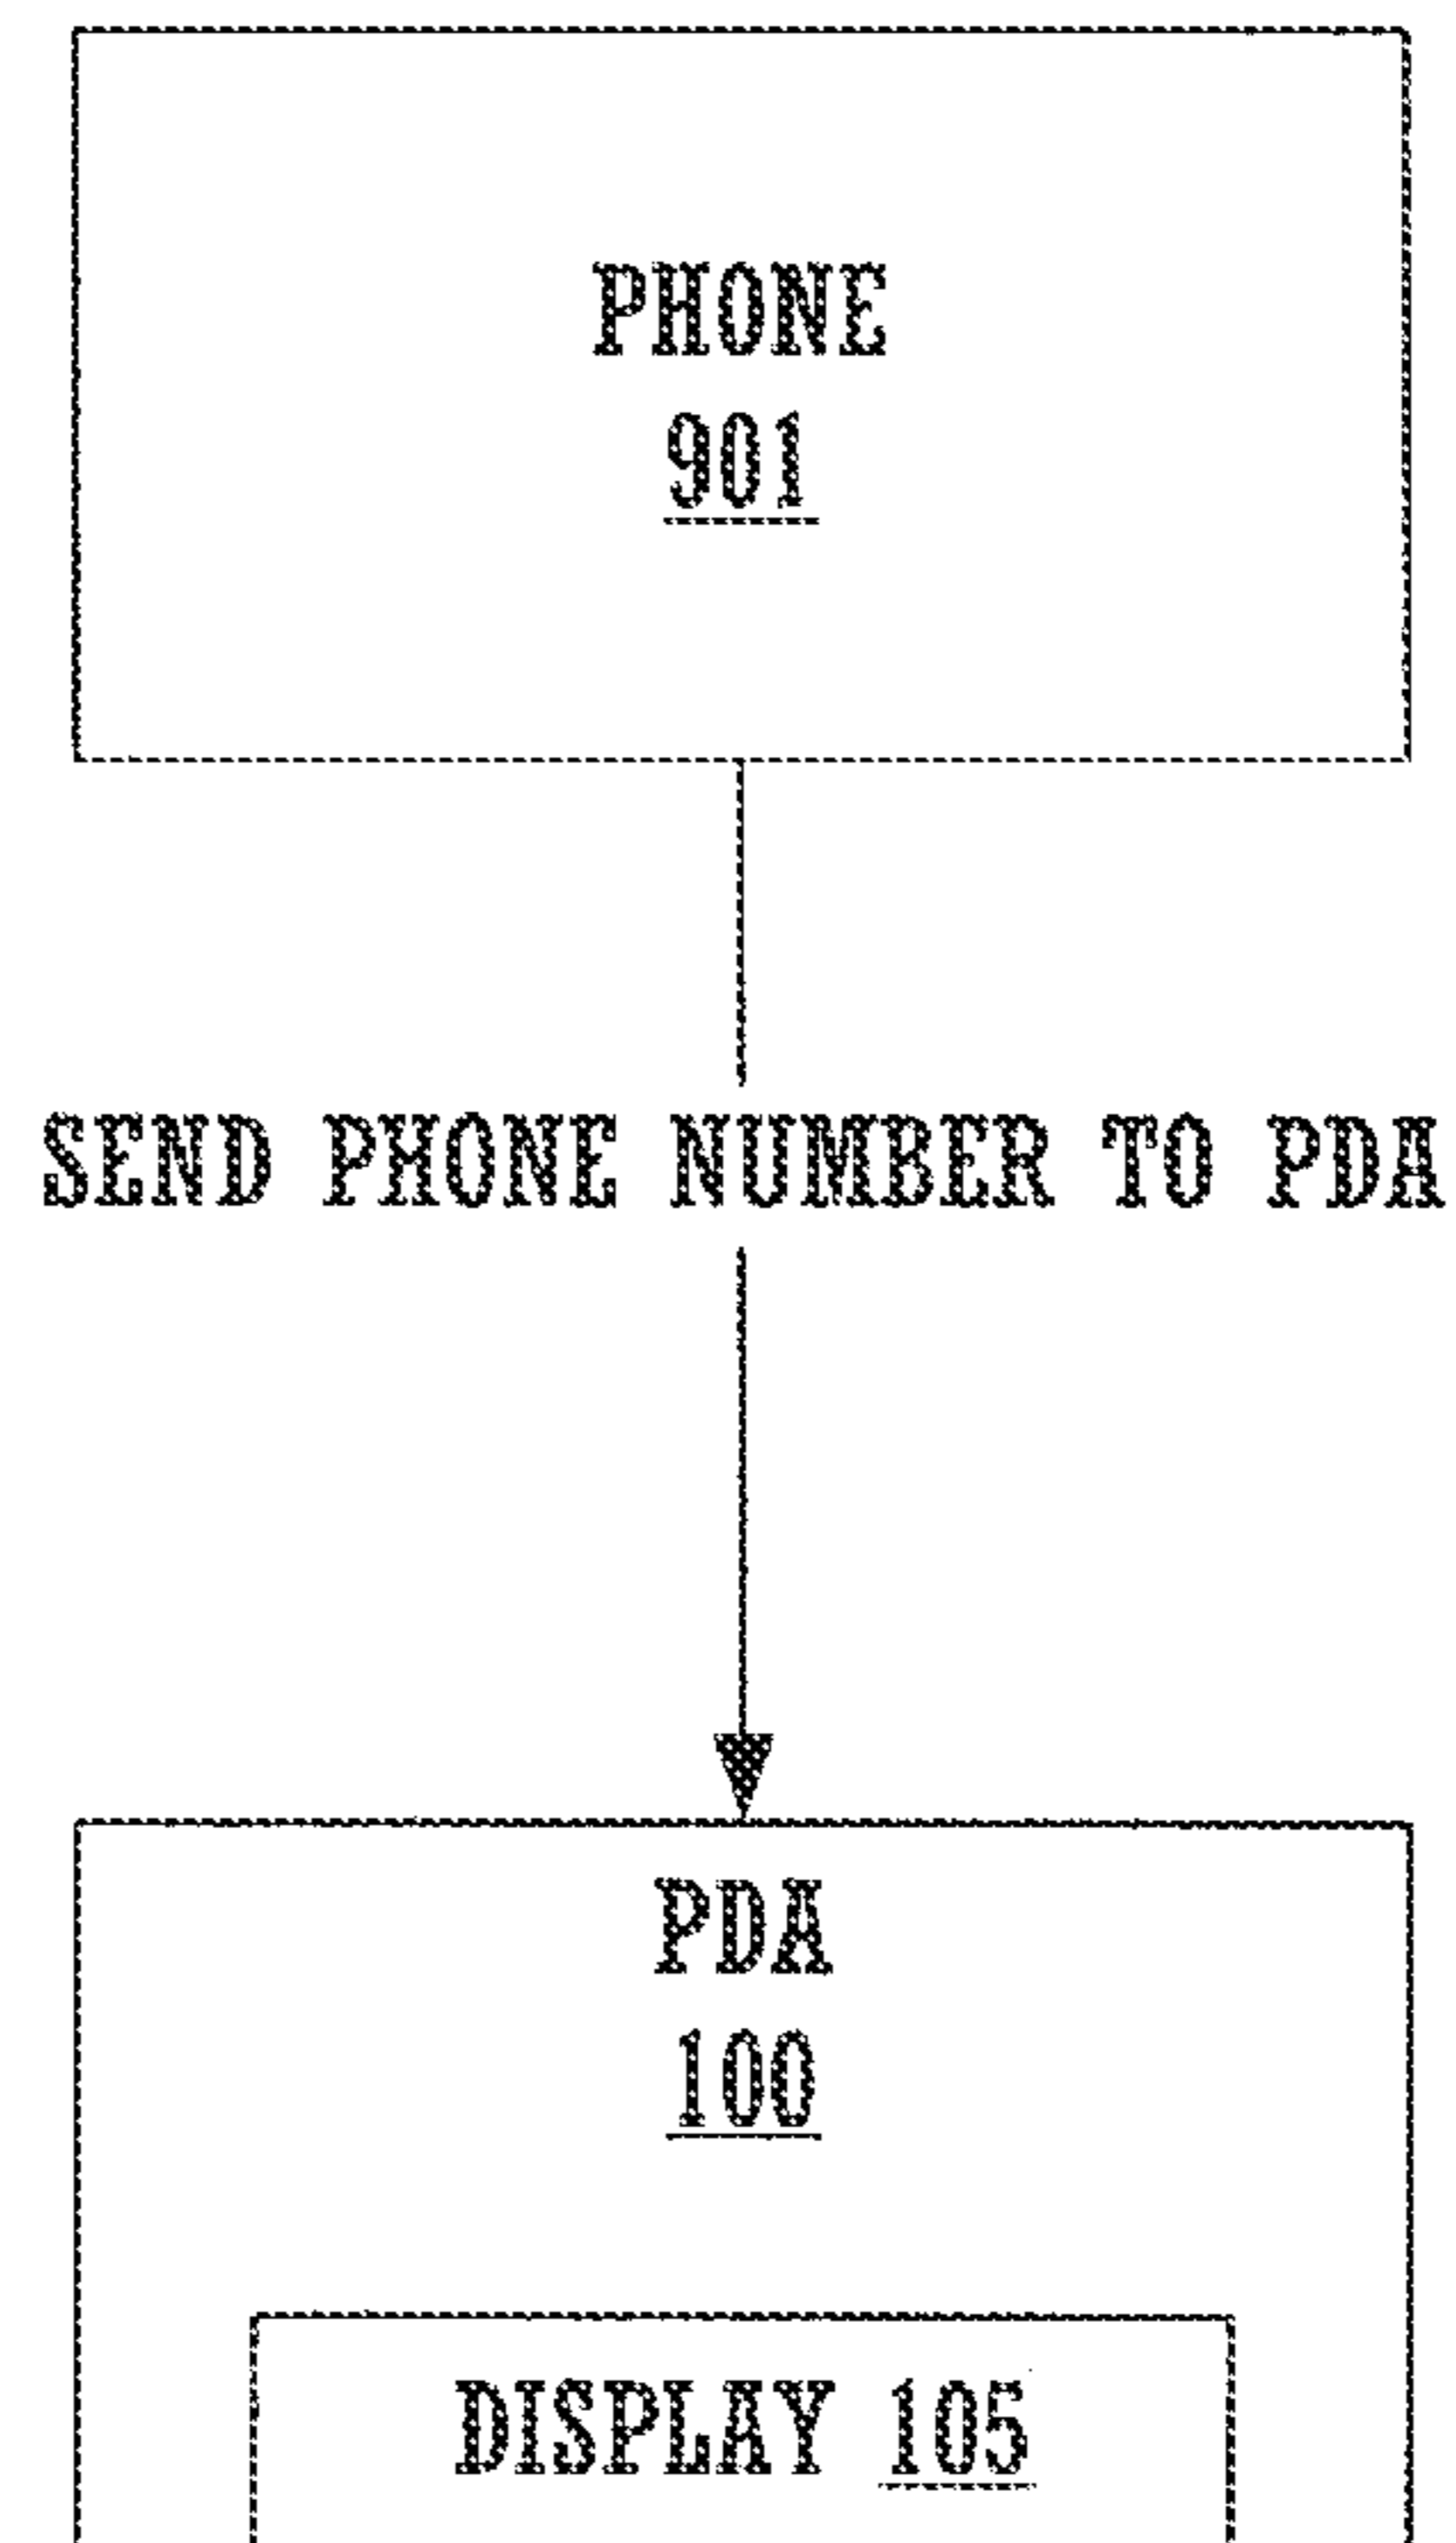 PHONE
901
SEND PHONE NUMBER TO PDA
PDA
100
DISPLAY 105